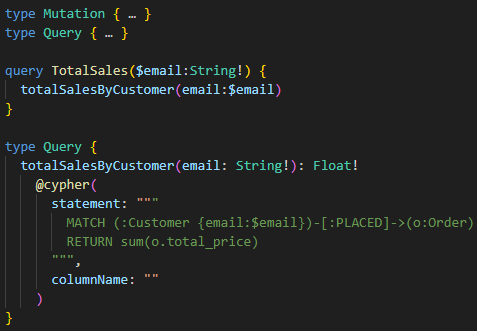 type Mutation { … }
type Query { … }

query TotalSales($email:String!) {
  totalSalesByCustomer(email:$email)
}

type Query {
  totalSalesByCustomer(email: String!): Float!
    @cypher(
      statement: """
        MATCH (:Customer {email:$email})-[:PLACED]->(o:Order)
        RETURN sum(o.total_price)
      """,
      columnName: ""
    )
}